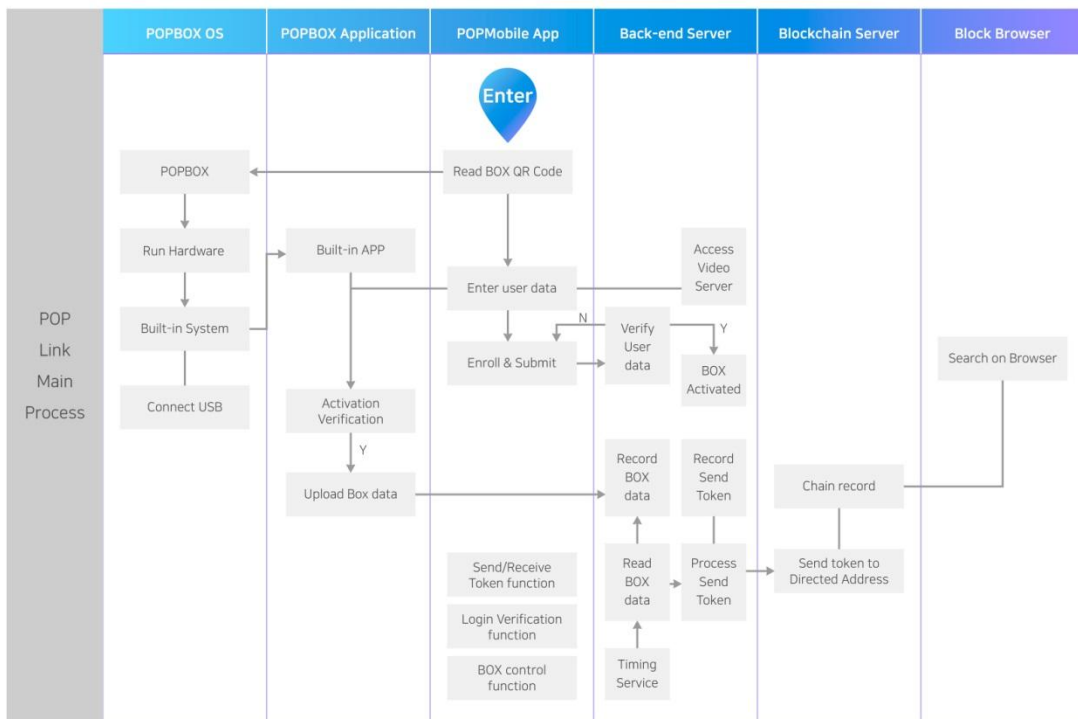 POPBOX OS
POPBOX Application
POPMobile App
Back-end Server
Blockchain Server
Block Browser
POP
Link
Main
Process
Enter
POPBOX
Read BOX QR Code
Run Hardware
Built-in APP
Access
Video
Server
Enter user data
Built-in System
N
Verify
User
data
Y
Enroll & Submit
BOX
Activated
Search on Browser
Connect USB
Activation
Verification
Y
Upload Box data
Record
BOX
data
Record
Send
Token
Chain record
Send/Receive
Token function
Read
BOX
data
Process
Send
Token
Send token to
Directed Address
Login Verification
function
BOX control
function
Timing
Service